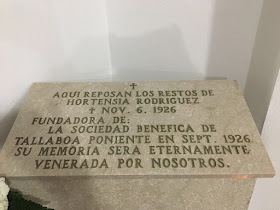 ✝
AQUI REPOSAN LOS RESTOS DE
HORTENSIA RODRIGUEZ
✝ NOV. 6, 1926
FUNDADORA DE:
LA SOCIEDAD BENEFICA DE
TALLABOA PONIENTE EN SEPT. 1926
SU MEMORIA SERA ETERNAMENTE
VENERADA POR NOSOTROS.